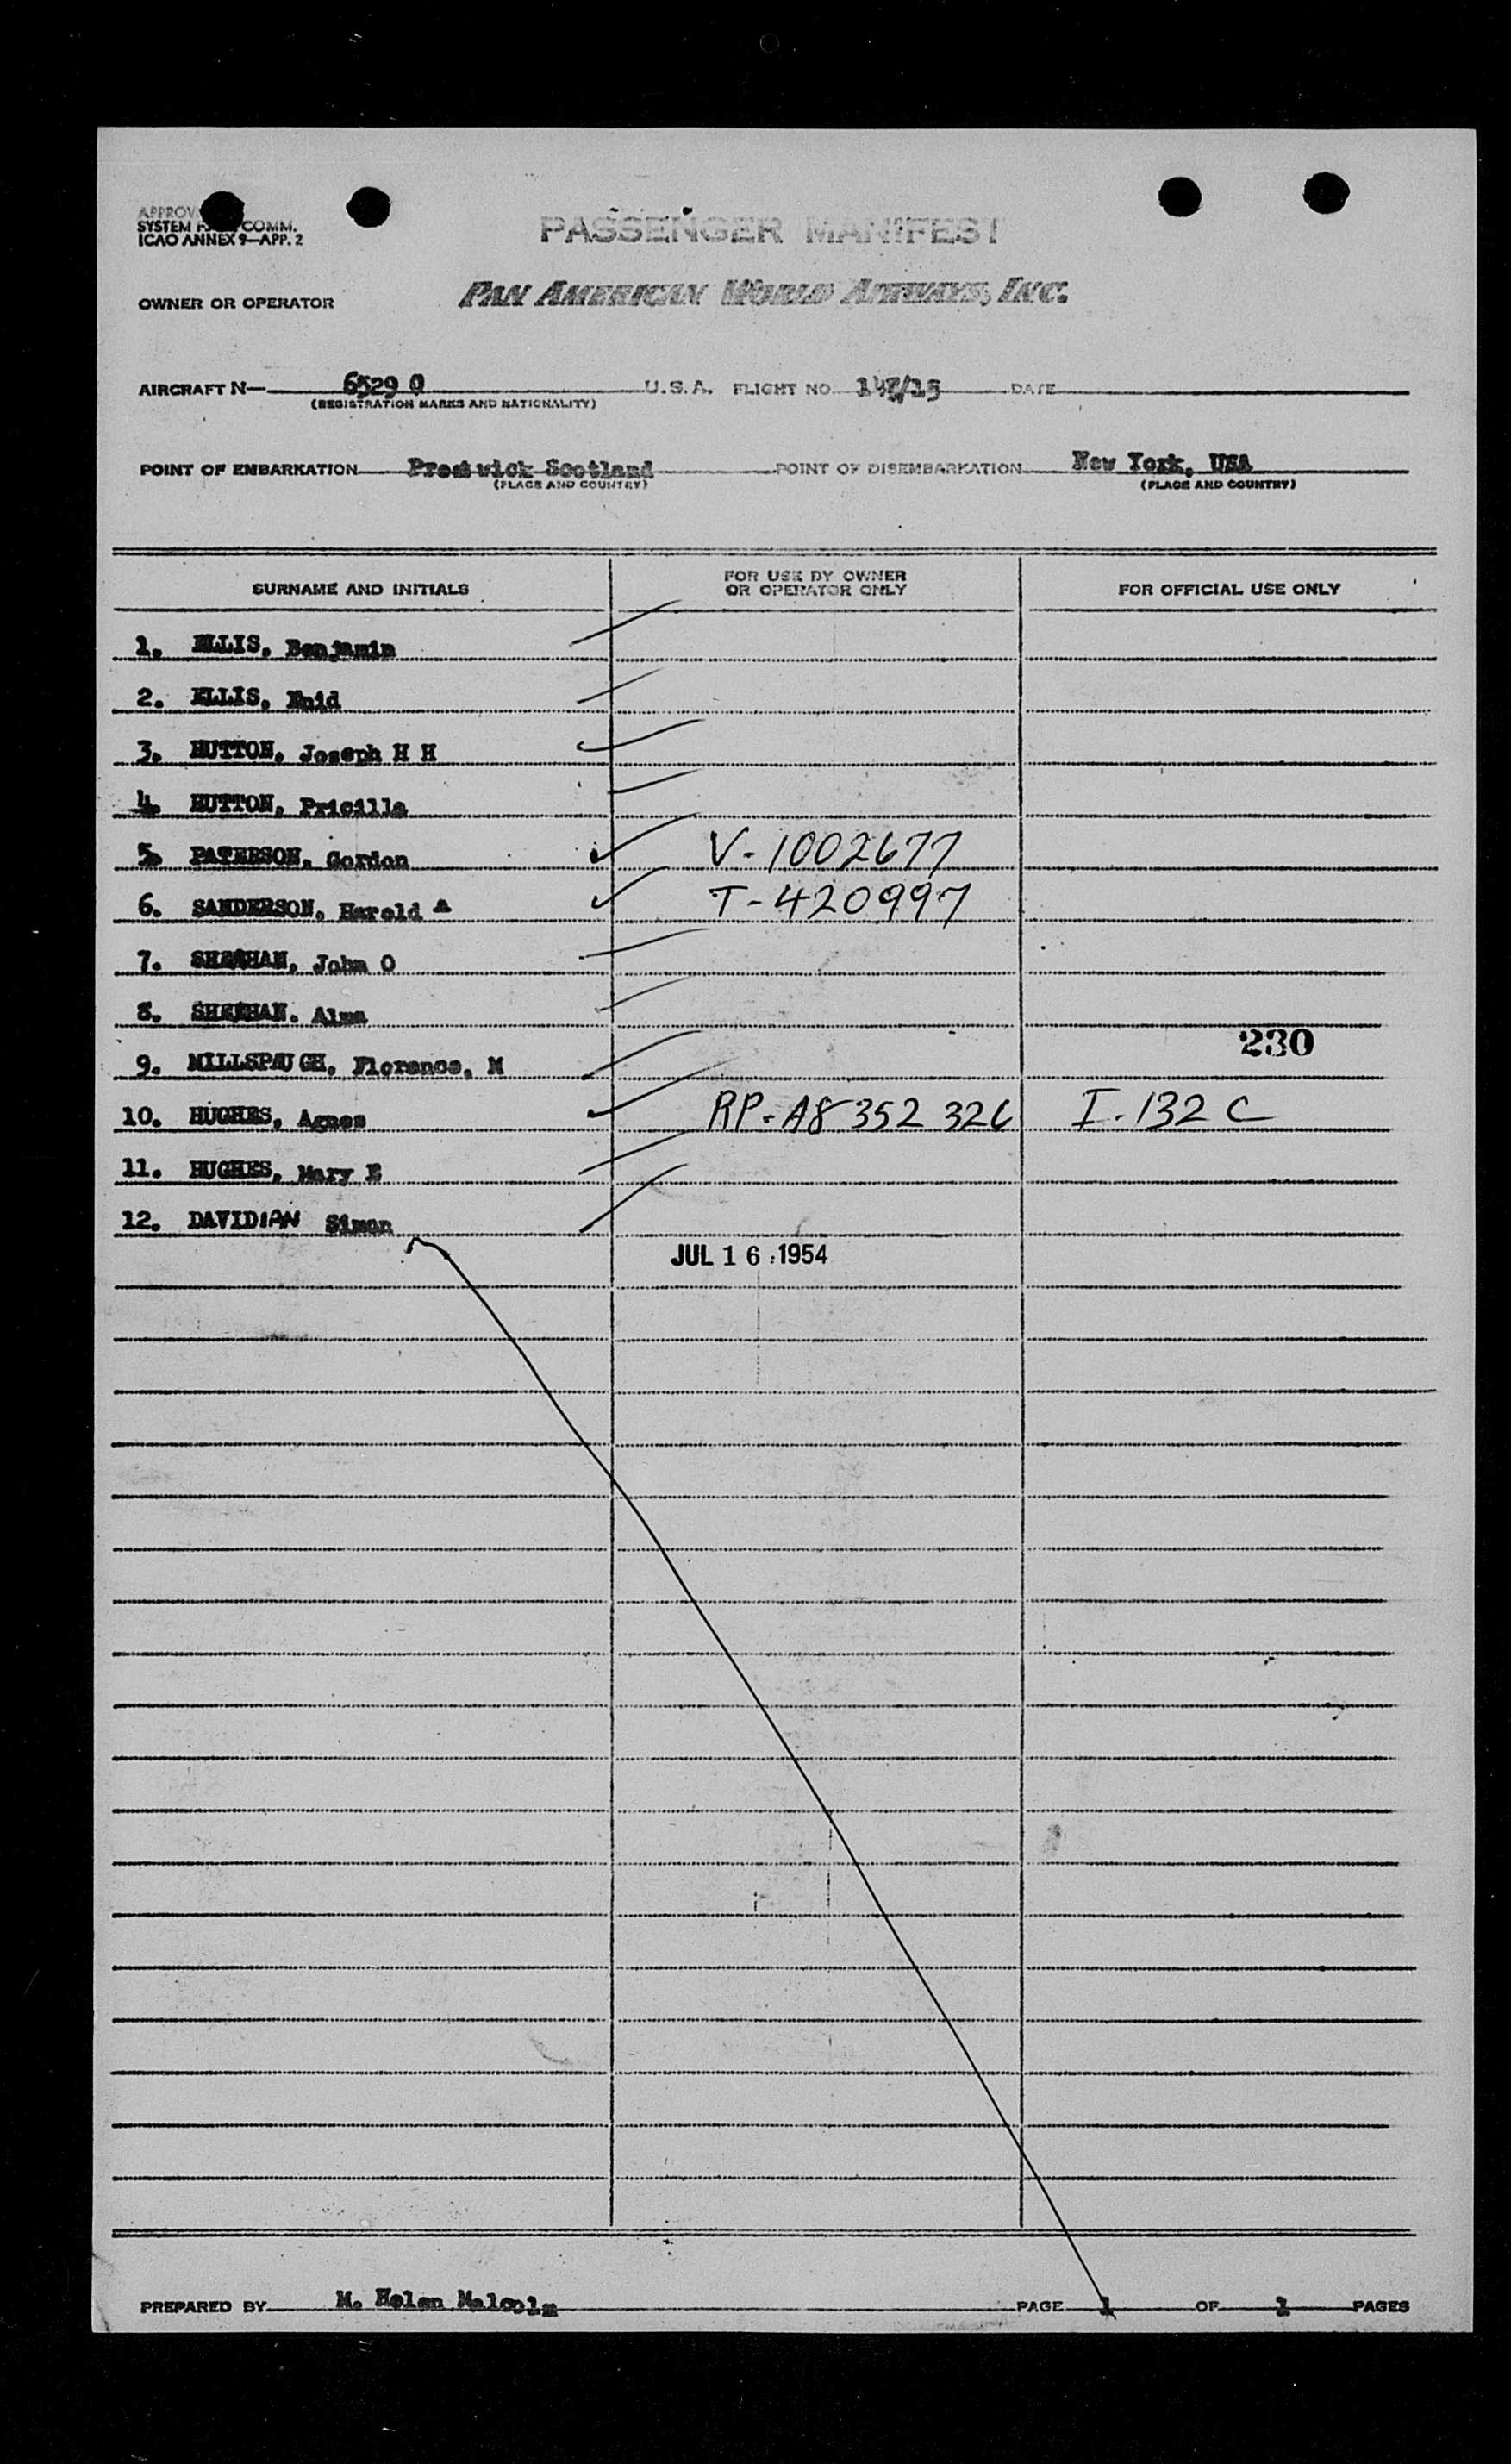 SYSTEM COMM.
ICAO ANNEX 9—APP. 2
PASSENGER MANIFEST
OWNER OR OPERATOR PAN AMERICAN WORLD AIRWAYS, INC.
AIRCRAFT N— 6529 U.S.A. FLIGHT NO. DATE
(REGISTRATION MARKS AND NATIONALITY)
POINT OF EMBARKATION Prestwick Scotland POINT OF DISEMBARKATION New York, USA
(PLACE AND COUNTRY) (PLACE AND COUNTRY)
SURNAME AND INITIALS FOR USE BY OWNER OR OPERATOR ONLY FOR OFFICIAL USE ONLY
1. ELLIS, Benjamin
2. ELLIS, Enid
3. HUTTON, Joseph H H
4. HUTTON, Pricilla
5. PATERSON, Gordon V-1002677
6. SANDERSON, Harold A T-420997
7. SHEEHAN, John O
8. SHEEHAN. Alma
230
9. MILLSPAUGH, Florence, M
10. HUGHES, Agnes RP-A8 352 326 I-132 C
11. HUGHES, Mary E
12. DAVIDIAN Simon
JUL 16 1954
PREPARED BY M. Helen Malcolm PAGE 1 OF 1 PAGES